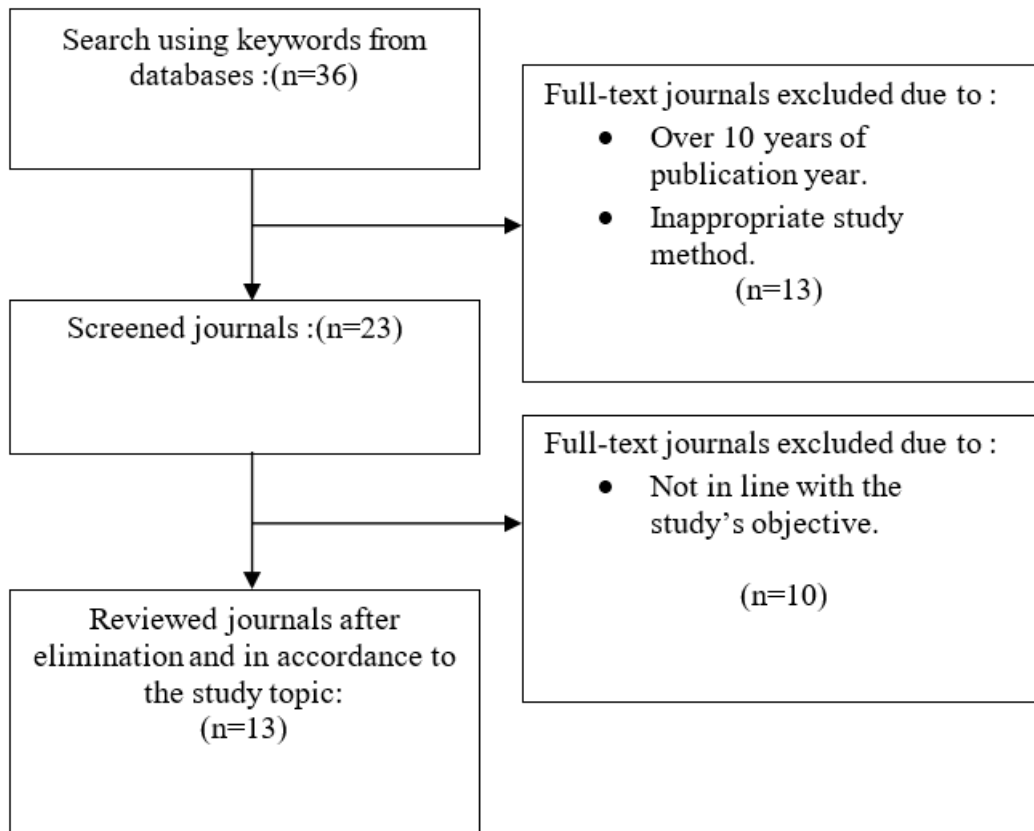 Search using keywords from
databases :(n=36)
Full-text journals excluded due to :
● Over 10 years of
publication year.
● Inappropriate study
method.
(n=13)
Screened journals :(n=23)
Full-text journals excluded due to :
● Not in line with the
study’s objective.
(n=10)
Reviewed journals after
elimination and in accordance to
the study topic:
(n=13)